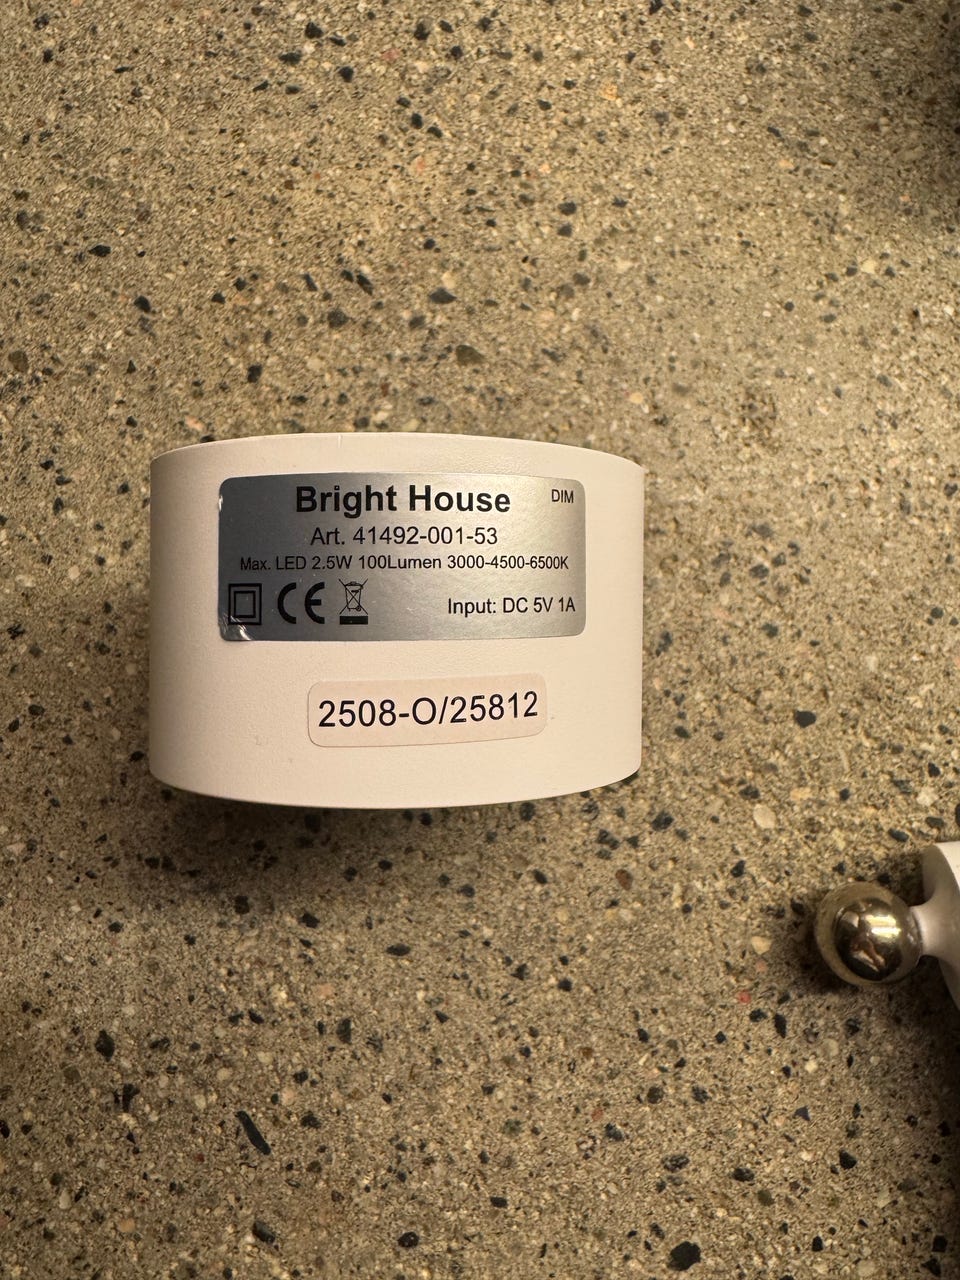 Bright House DIM
Art. 41492-001-53
Max. LED 2.5W 100Lumen 3000-4500-6500K
CE Input: DC 5V 1A
2508-O/25812